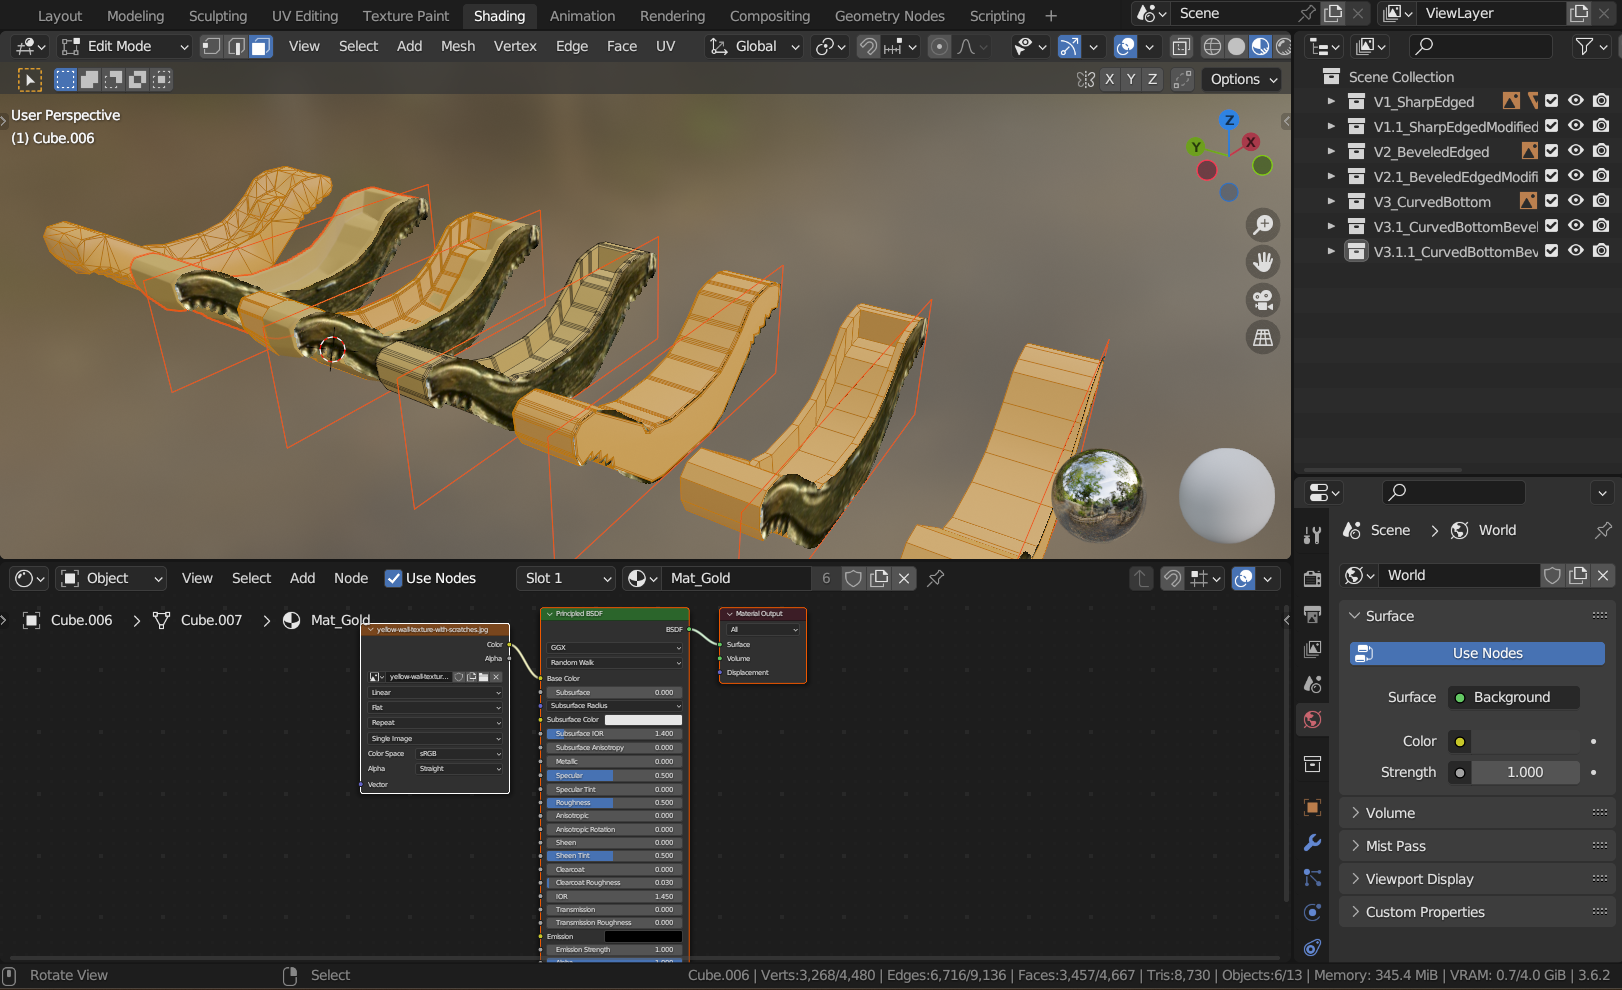 Layout Modeling Sculpting UV Editing Texture Paint Shading Animation Rendering Compositing Geometry Nodes Scripting + Scene ViewLayer
Edit Mode View Select Add Mesh Vertex Edge Face UV Global
X Y Z Options
User Perspective
(1) Cube.006
Z
Y
X
Scene Collection
V1_SharpEdged
V1.1_SharpEdgedModified
V2_BeveledEdged
V2.1_BeveledEdgedModifi
V3_CurvedBottom
V3.1_CurvedBottomBevel
V3.1.1_CurvedBottomBev
Scene > World
World
Surface
Use Nodes
Surface Background
Color
Strength 1.000
Volume
Mist Pass
Viewport Display
Custom Properties
Object View Select Add Node Use Nodes Slot 1 Mat_Gold 6
Cube.006 > Cube.007 > Mat_Gold
yellow-wall-texture-with-scratches.jpg
Color
Alpha
yellow-wall-textur...
Linear
Flat
Repeat
Single Image
Color Space sRGB
Alpha Straight
Vector
Principled BSDF
BSDF
GGX
Random Walk
Base Color
Subsurface 0.000
Subsurface Radius
Subsurface Color
Subsurface IOR 1.400
Subsurface Anisotropy 0.000
Metallic 0.000
Specular 0.500
Specular Tint 0.000
Roughness 0.500
Anisotropic 0.000
Anisotropic Rotation 0.000
Sheen 0.000
Sheen Tint 0.500
Clearcoat 0.000
Clearcoat Roughness 0.030
IOR 1.450
Transmission 0.000
Transmission Roughness 0.000
Emission
Emission Strength 1.000
Material Output
All
Surface
Volume
Displacement
Rotate View Select Cube.006 | Verts:3,268/4,480 | Edges:6,716/9,136 | Faces:3,457/4,667 | Tris:8,730 | Objects:6/13 | Memory: 345.4 MiB | VRAM: 0.7/4.0 GiB | 3.6.2